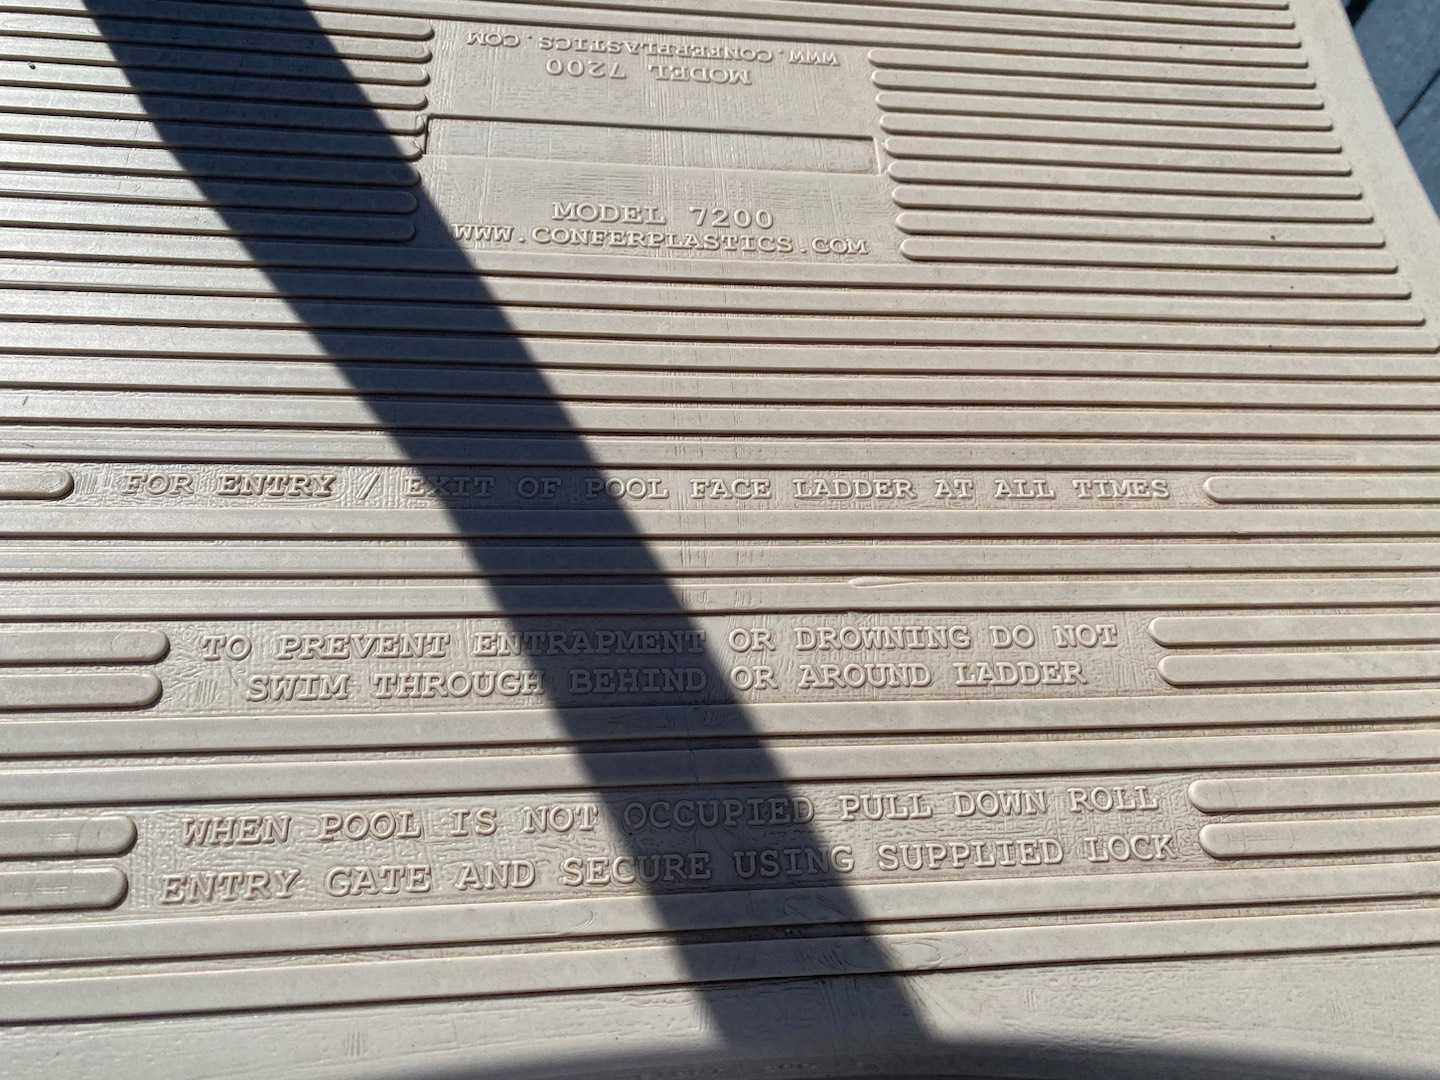 WWW.CONFERPLASTICS.COM
MODEL 7200
MODEL 7200
WWW.CONFERPLASTICS.COM
FOR ENTRY / EXIT OF POOL FACE LADDER AT ALL TIMES
TO PREVENT ENTRAPMENT OR DROWNING DO NOT
SWIM THROUGH BEHIND OR AROUND LADDER
WHEN POOL IS NOT OCCUPIED PULL DOWN ROLL
ENTRY GATE AND SECURE USING SUPPLIED LOCK